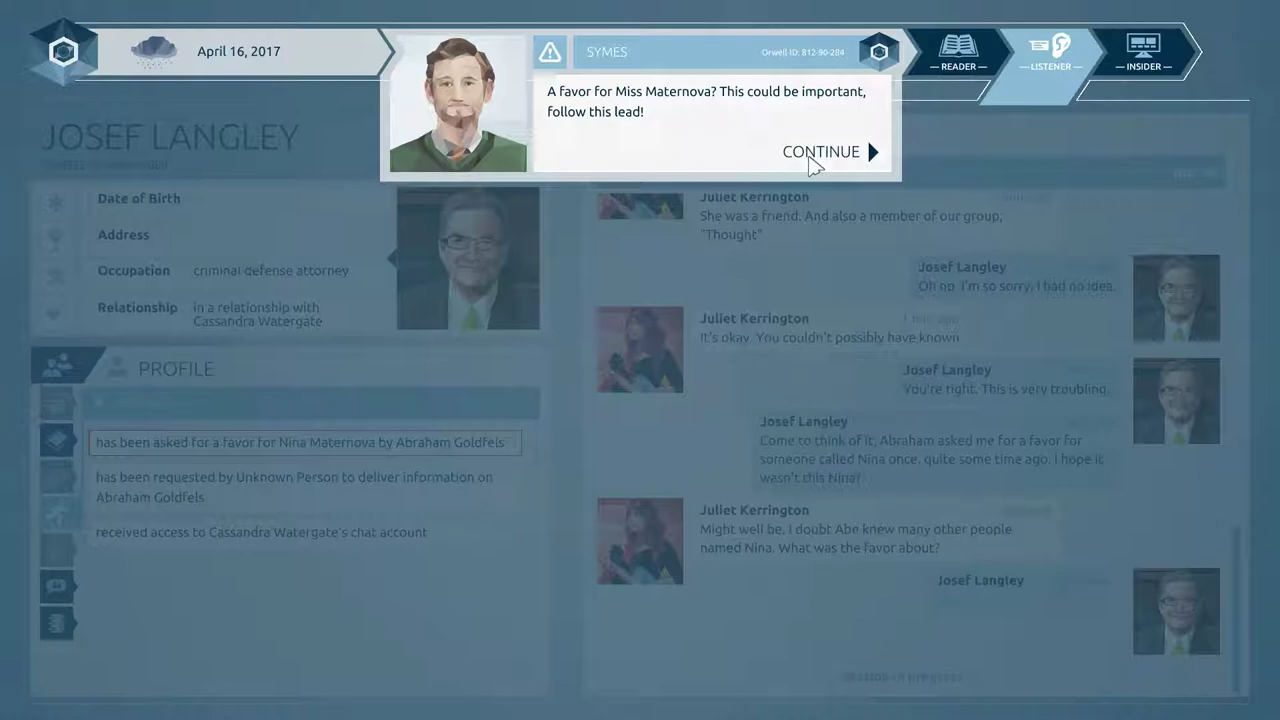 April 16, 2017
SYMES
Orwell ID: 812-90-284
A favor for Miss Maternova? This could be important,
follow this lead!
CONTINUE
— READER —
— LISTENER —
— INSIDER —
JOSEF LANGLEY
Date of Birth
Address
Occupation criminal defense attorney
Relationship in a relationship with
Cassandra Watergate
PROFILE
has been asked for a favor for Nina Maternova by Abraham Goldfels
has been requested by Unknown Person to deliver information on
Abraham Goldfels
received access to Cassandra Watergate's chat account
Juliet Kerrington
She was a friend. And also a member of our group,
"Thought"
Josef Langley
Oh no. I'm so sorry, I had no idea.
Juliet Kerrington 1 min ago
It's okay. You couldn't possibly have known
Josef Langley
You're right. This is very troubling.
Josef Langley
Come to think of it, Abraham asked me for a favor for
someone called Nina once, quite some time ago. I hope it
wasn't this Nina?
Juliet Kerrington
Might well be, I doubt Abe knew many other people
named Nina. What was the favor about?
Josef Langley